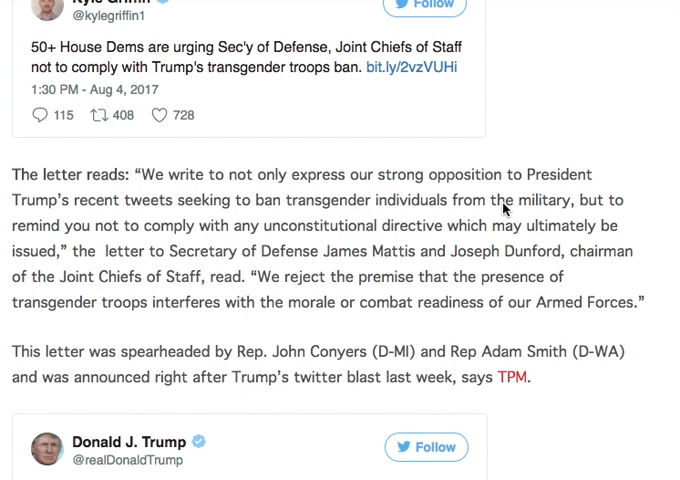 Follow
@kylegriffin1
50+ House Dems are urging Sec'y of Defense, Joint Chiefs of Staff
not to comply with Trump's transgender troops ban. bit.ly/2vzVUHi
1:30 PM - Aug 4, 2017
115 408 728
The letter reads: “We write to not only express our strong opposition to President
Trump’s recent tweets seeking to ban transgender individuals from the military, but to
remind you not to comply with any unconstitutional directive which may ultimately be
issued,” the letter to Secretary of Defense James Mattis and Joseph Dunford, chairman
of the Joint Chiefs of Staff, read. “We reject the premise that the presence of
transgender troops interferes with the morale or combat readiness of our Armed Forces.”
This letter was spearheaded by Rep. John Conyers (D-MI) and Rep Adam Smith (D-WA)
and was announced right after Trump’s twitter blast last week, says TPM.
Donald J. Trump
Follow
@realDonaldTrump